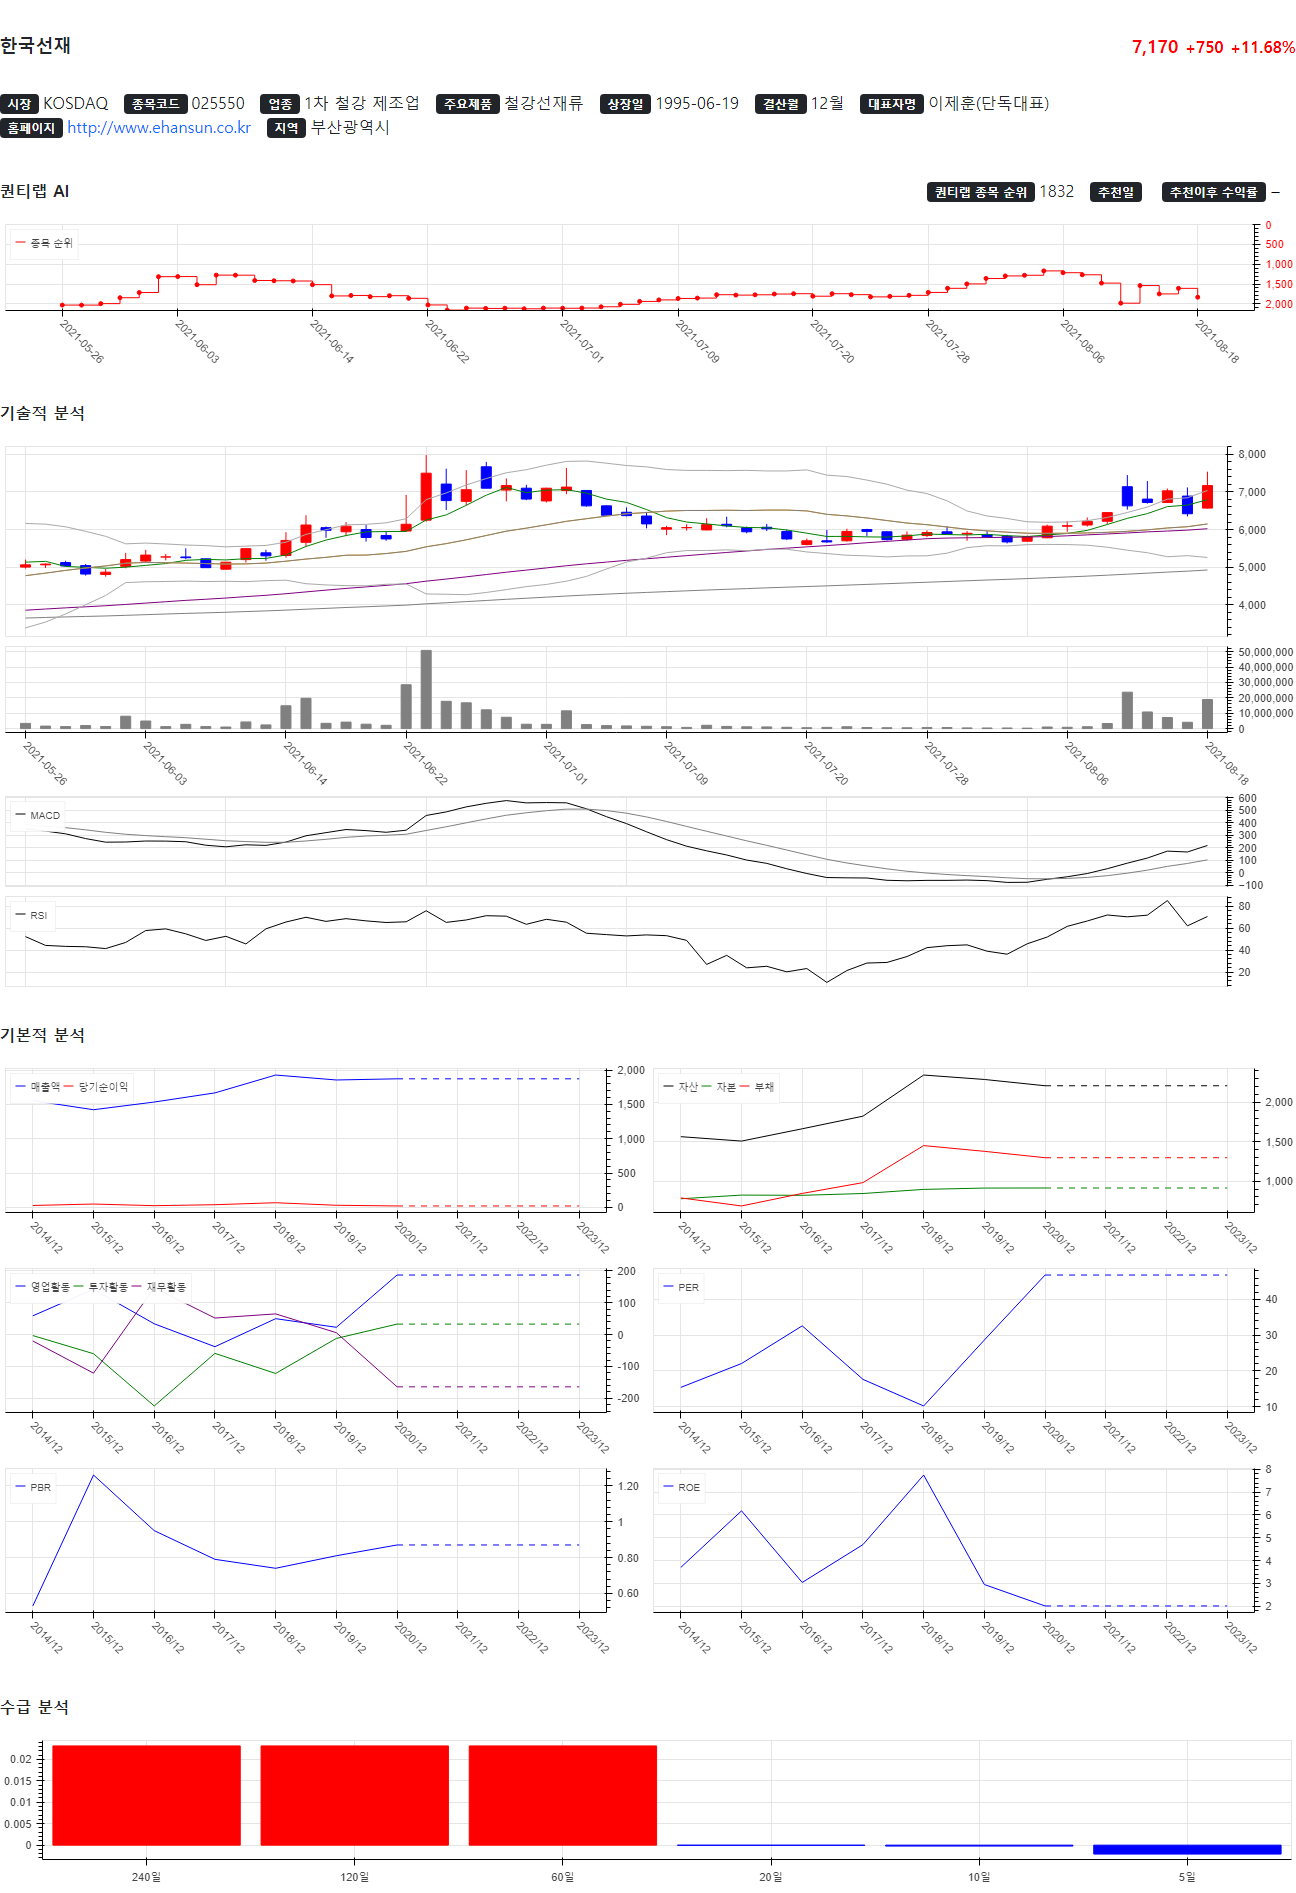 한국선재
7,170 +750 +11.68%
시장 KOSDAQ 종목코드 025550 업종 1차 철강 제조업 주요제품 철강선재류 상장일 1995-06-19 결산월 12월 대표자명 이제훈(단독대표)
홈페이지 http://www.ehansun.co.kr 지역 부산광역시
퀀티랩 AI
퀀티랩 종목 순위 1832 추천일 추천이후 수익률 –
종목 순위
0
500
1,000
1,500
2,000
2021-05-26 2021-06-03 2021-06-14 2021-06-22 2021-07-01 2021-07-09 2021-07-20 2021-07-28 2021-08-06 2021-08-18
기술적 분석
8,000
7,000
6,000
5,000
4,000
50,000,000
40,000,000
30,000,000
20,000,000
10,000,000
0
2021-05-26 2021-06-03 2021-06-14 2021-06-22 2021-07-01 2021-07-09 2021-07-20 2021-07-28 2021-08-06 2021-08-18
MACD
600
500
400
300
200
100
0
−100
RSI
80
60
40
20
기본적 분석
매출액 당기순이익
2,000
1,500
1,000
500
0
2014/12 2015/12 2016/12 2017/12 2018/12 2019/12 2020/12 2021/12 2022/12 2023/12
자산 자본 부채
2,000
1,500
1,000
2014/12 2015/12 2016/12 2017/12 2018/12 2019/12 2020/12 2021/12 2022/12 2023/12
영업활동 투자활동 재무활동
200
100
0
-100
-200
2014/12 2015/12 2016/12 2017/12 2018/12 2019/12 2020/12 2021/12 2022/12 2023/12
PER
40
30
20
10
2014/12 2015/12 2016/12 2017/12 2018/12 2019/12 2020/12 2021/12 2022/12 2023/12
PBR
1.20
1
0.80
0.60
2014/12 2015/12 2016/12 2017/12 2018/12 2019/12 2020/12 2021/12 2022/12 2023/12
ROE
8
7
6
5
4
3
2
2014/12 2015/12 2016/12 2017/12 2018/12 2019/12 2020/12 2021/12 2022/12 2023/12
수급 분석
0.02
0.015
0.01
0.005
0
240일 120일 60일 20일 10일 5일